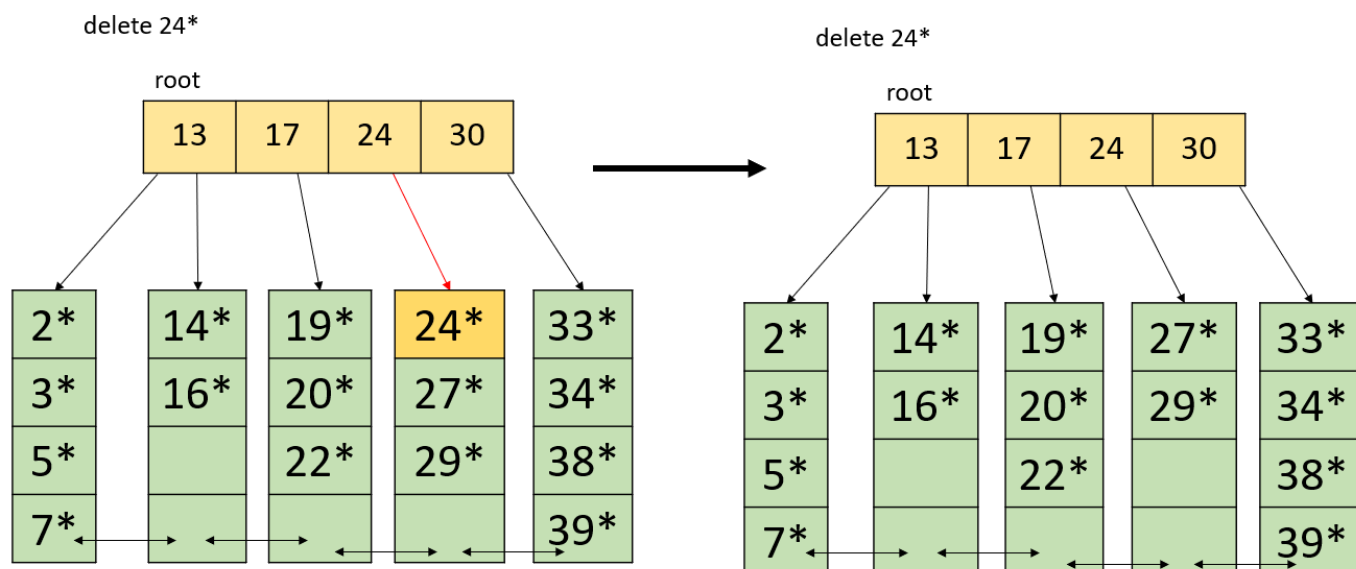 delete 24*
root
13 17 24 30
2* 14* 19* 24* 33*
3* 16* 20* 27* 34*
5* 22* 29* 38*
7* 39*
delete 24*
root
13 17 24 30
2* 14* 19* 27* 33*
3* 16* 20* 29* 34*
5* 22* 38*
7* 39*